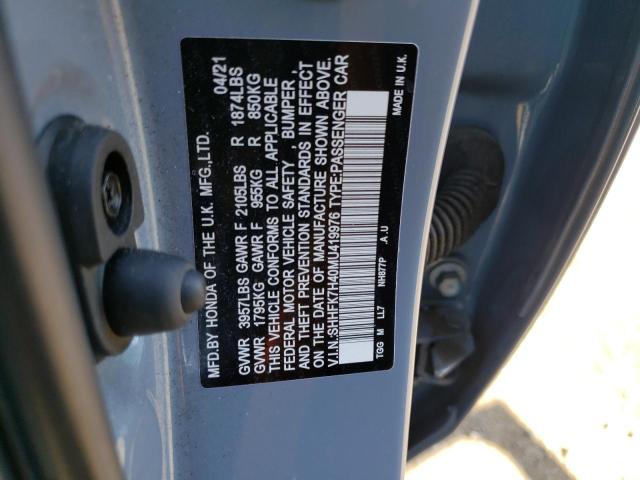 MFD.BY HONDA OF THE U.K. MFG.,LTD. 04/21
GVWR 3957LBS GAWR F 2105LBS R 1874LBS
GVWR 1795KG GAWR F 955KG R 850KG
THIS VEHICLE CONFORMS TO ALL APPLICABLE
FEDERAL MOTOR VEHICLE SAFETY , BUMPER ,
AND THEFT PREVENTION STANDARDS IN EFFECT
ON THE DATE OF MANUFACTURE SHOWN ABOVE.
V.I.N.SHHFK7H40MU419976 TYPE:PASSENGER CAR
TGG M LL7 NH877P A.U MADE IN U.K.